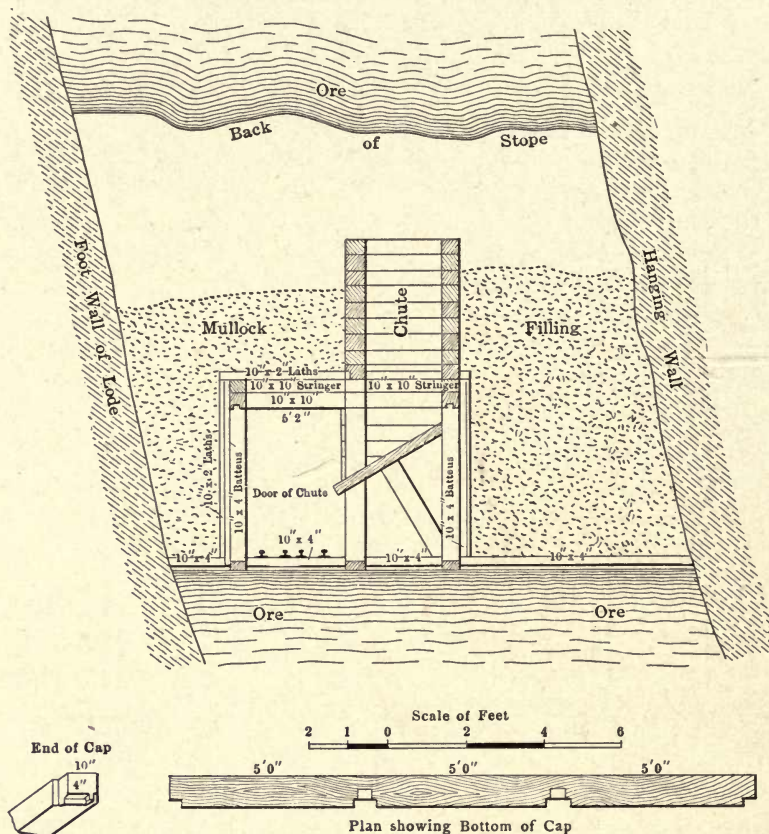 Ore
Back of Stope
Foot Wall of Lode
Hanging Wall
Mullock
Chute
Filling
10"x 2" Laths
10"x 10" Stringer
10"x 10" Stringer
10"x 10"
5'2"
10 x 2 Laths
10 x 4" Batteus
Door of Chute
10 x 4" Batteus
10"x 4"
10"x 4"
10"x 4"
10"x 4"
Ore
Ore
Scale of Feet
2 1 0 2 4 6
End of Cap
10"
4"
5'0" 5'0" 5'0"
Plan showing Bottom of Cap